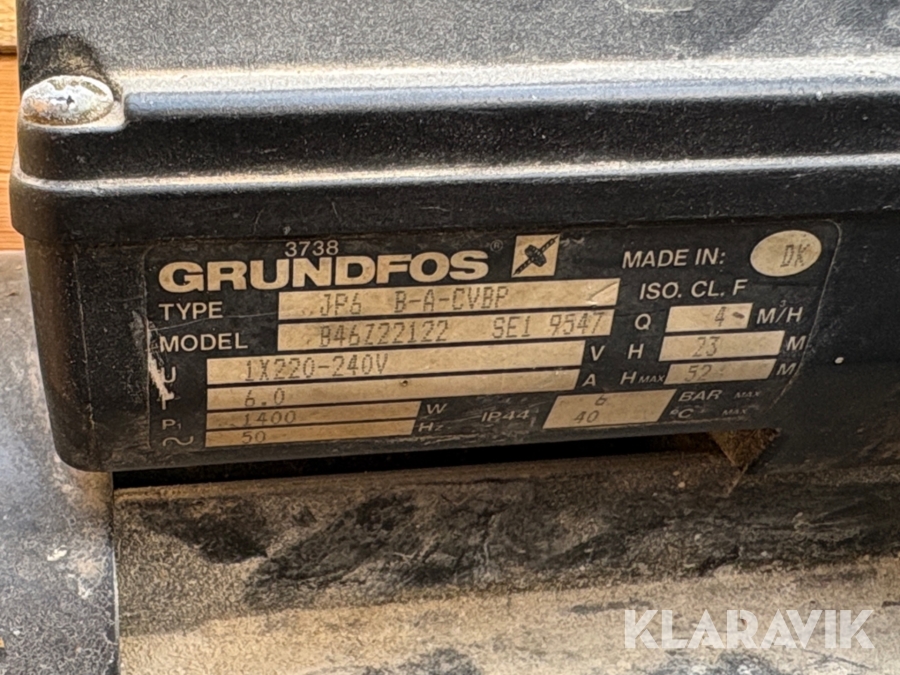 3738
GRUNDFOS® MADE IN: DK
TYPE JP6 B-A-CVBP ISO. CL. F
MODEL B46Z22122 SE1 9547 Q 4 M³/H
U 1X220-240V V H 23 M
I 6.0 A H MAX 52 M
P1 1400 W IP44 6 BAR MAX
~ 50 Hz 40 °C MAX
KLARAVIK